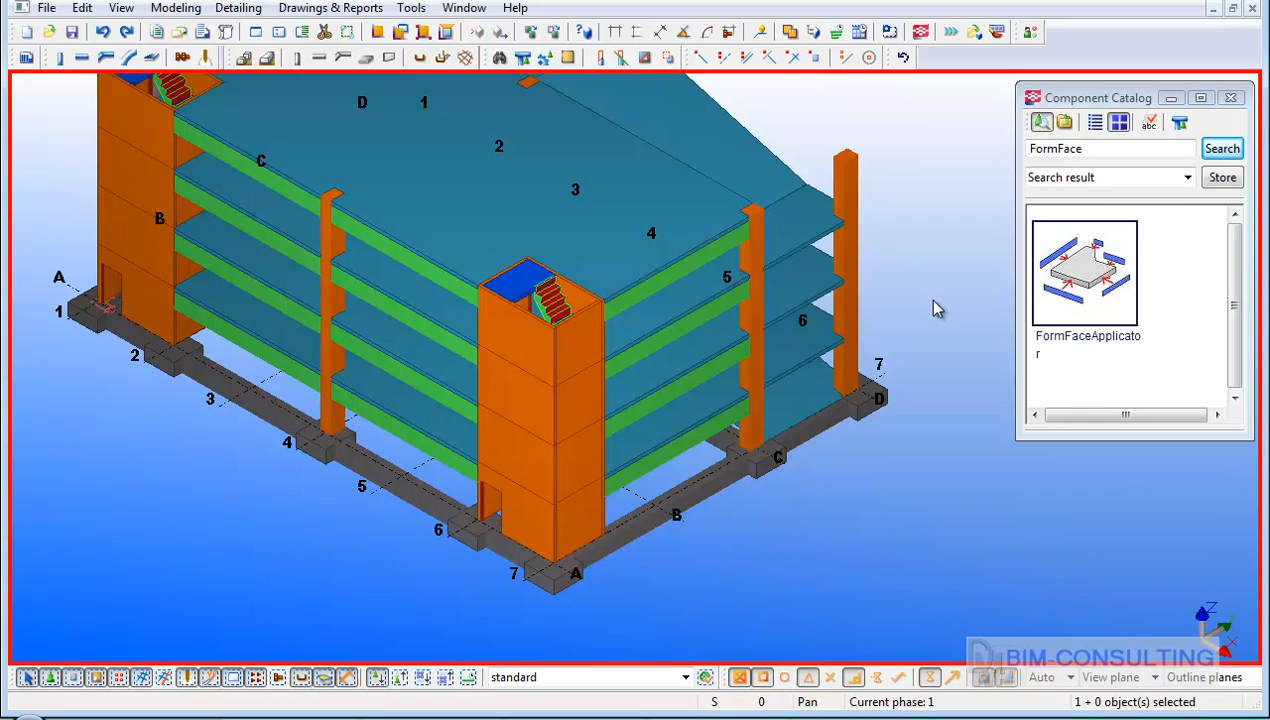 File Edit View Modeling Detailing Drawings & Reports Tools Window Help
Component Catalog
abc
FormFace Search
Search result Store
FormFaceApplicato
r
D 1
2
C
3
B
4
A
5
1
6
2
7
3
D
4
C
5
B
6
7 A
Z
BIM-CONSULTING
standard Auto View plane Outline planes
S 0 Pan Current phase: 1 1 + 0 object(s) selected